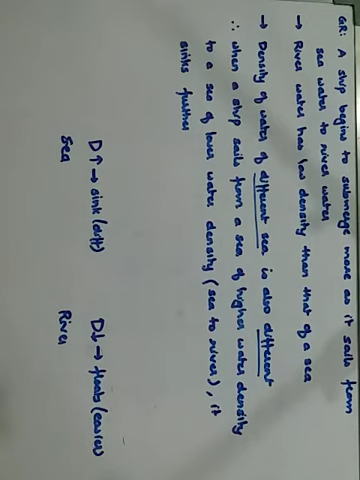 GR: A ship begins to submerge more as it sails from
sea water to river water
→ River water has low density than that of a sea
→ Density of water of different sea is also different
∴ when a ship sails from a sea of higher water density
to a sea of lower water density (sea to river), it
sinks further
D↑ → sink (diff) D↓ → floats (easier)
Sea River